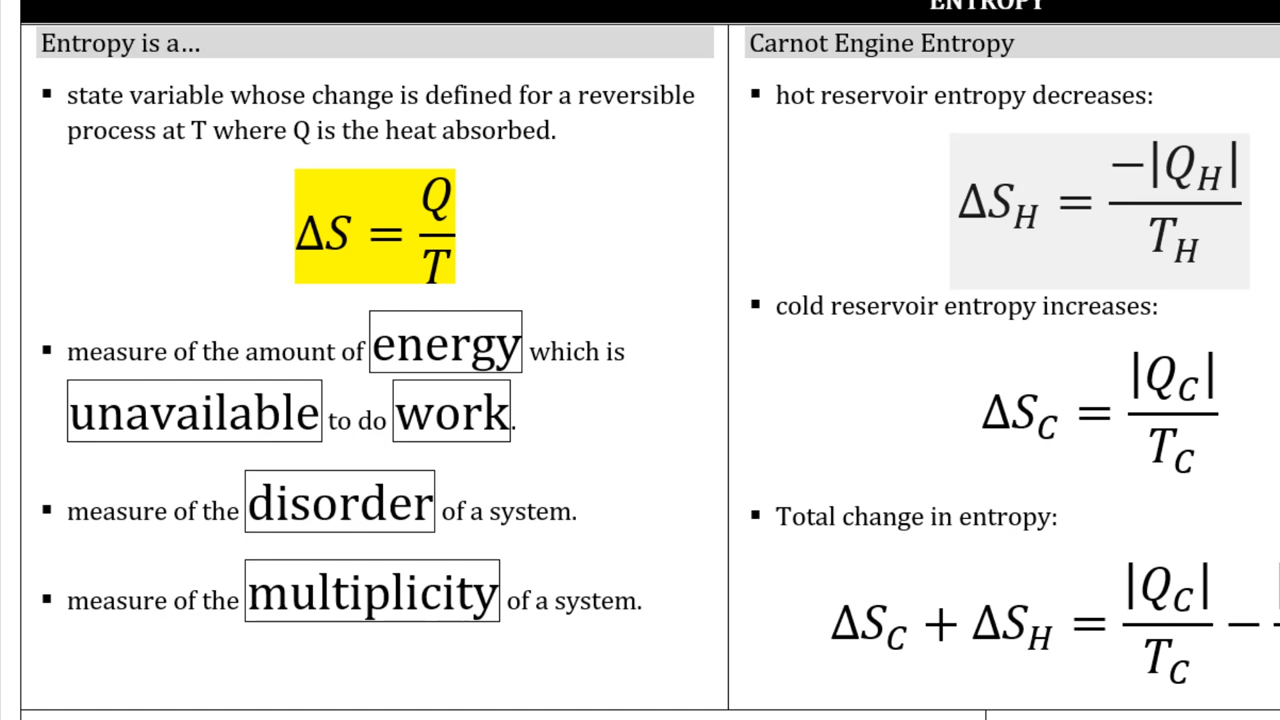 ENTROPY
Entropy is a...
▪ state variable whose change is defined for a reversible
process at T where Q is the heat absorbed.
ΔS = Q/T
▪ measure of the amount of energy which is
unavailable to do work.
▪ measure of the disorder of a system.
▪ measure of the multiplicity of a system.
Carnot Engine Entropy
▪ hot reservoir entropy decreases:
ΔS_H = −|Q_H|/T_H
▪ cold reservoir entropy increases:
ΔS_C = |Q_C|/T_C
▪ Total change in entropy:
ΔS_C + ΔS_H = |Q_C|/T_C −